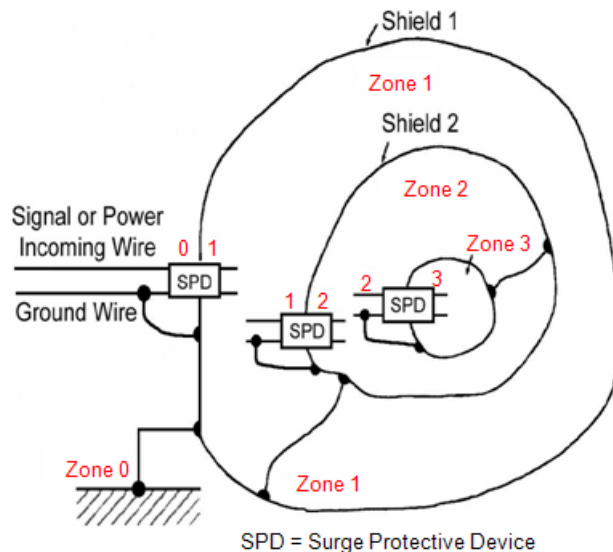 Shield 1
Zone 1
Shield 2
Zone 2
Signal or Power
Incoming Wire
0 1
Zone 3
SPD
2 3
Ground Wire
1 2
SPD
SPD
Zone 0
Zone 1
SPD = Surge Protective Device